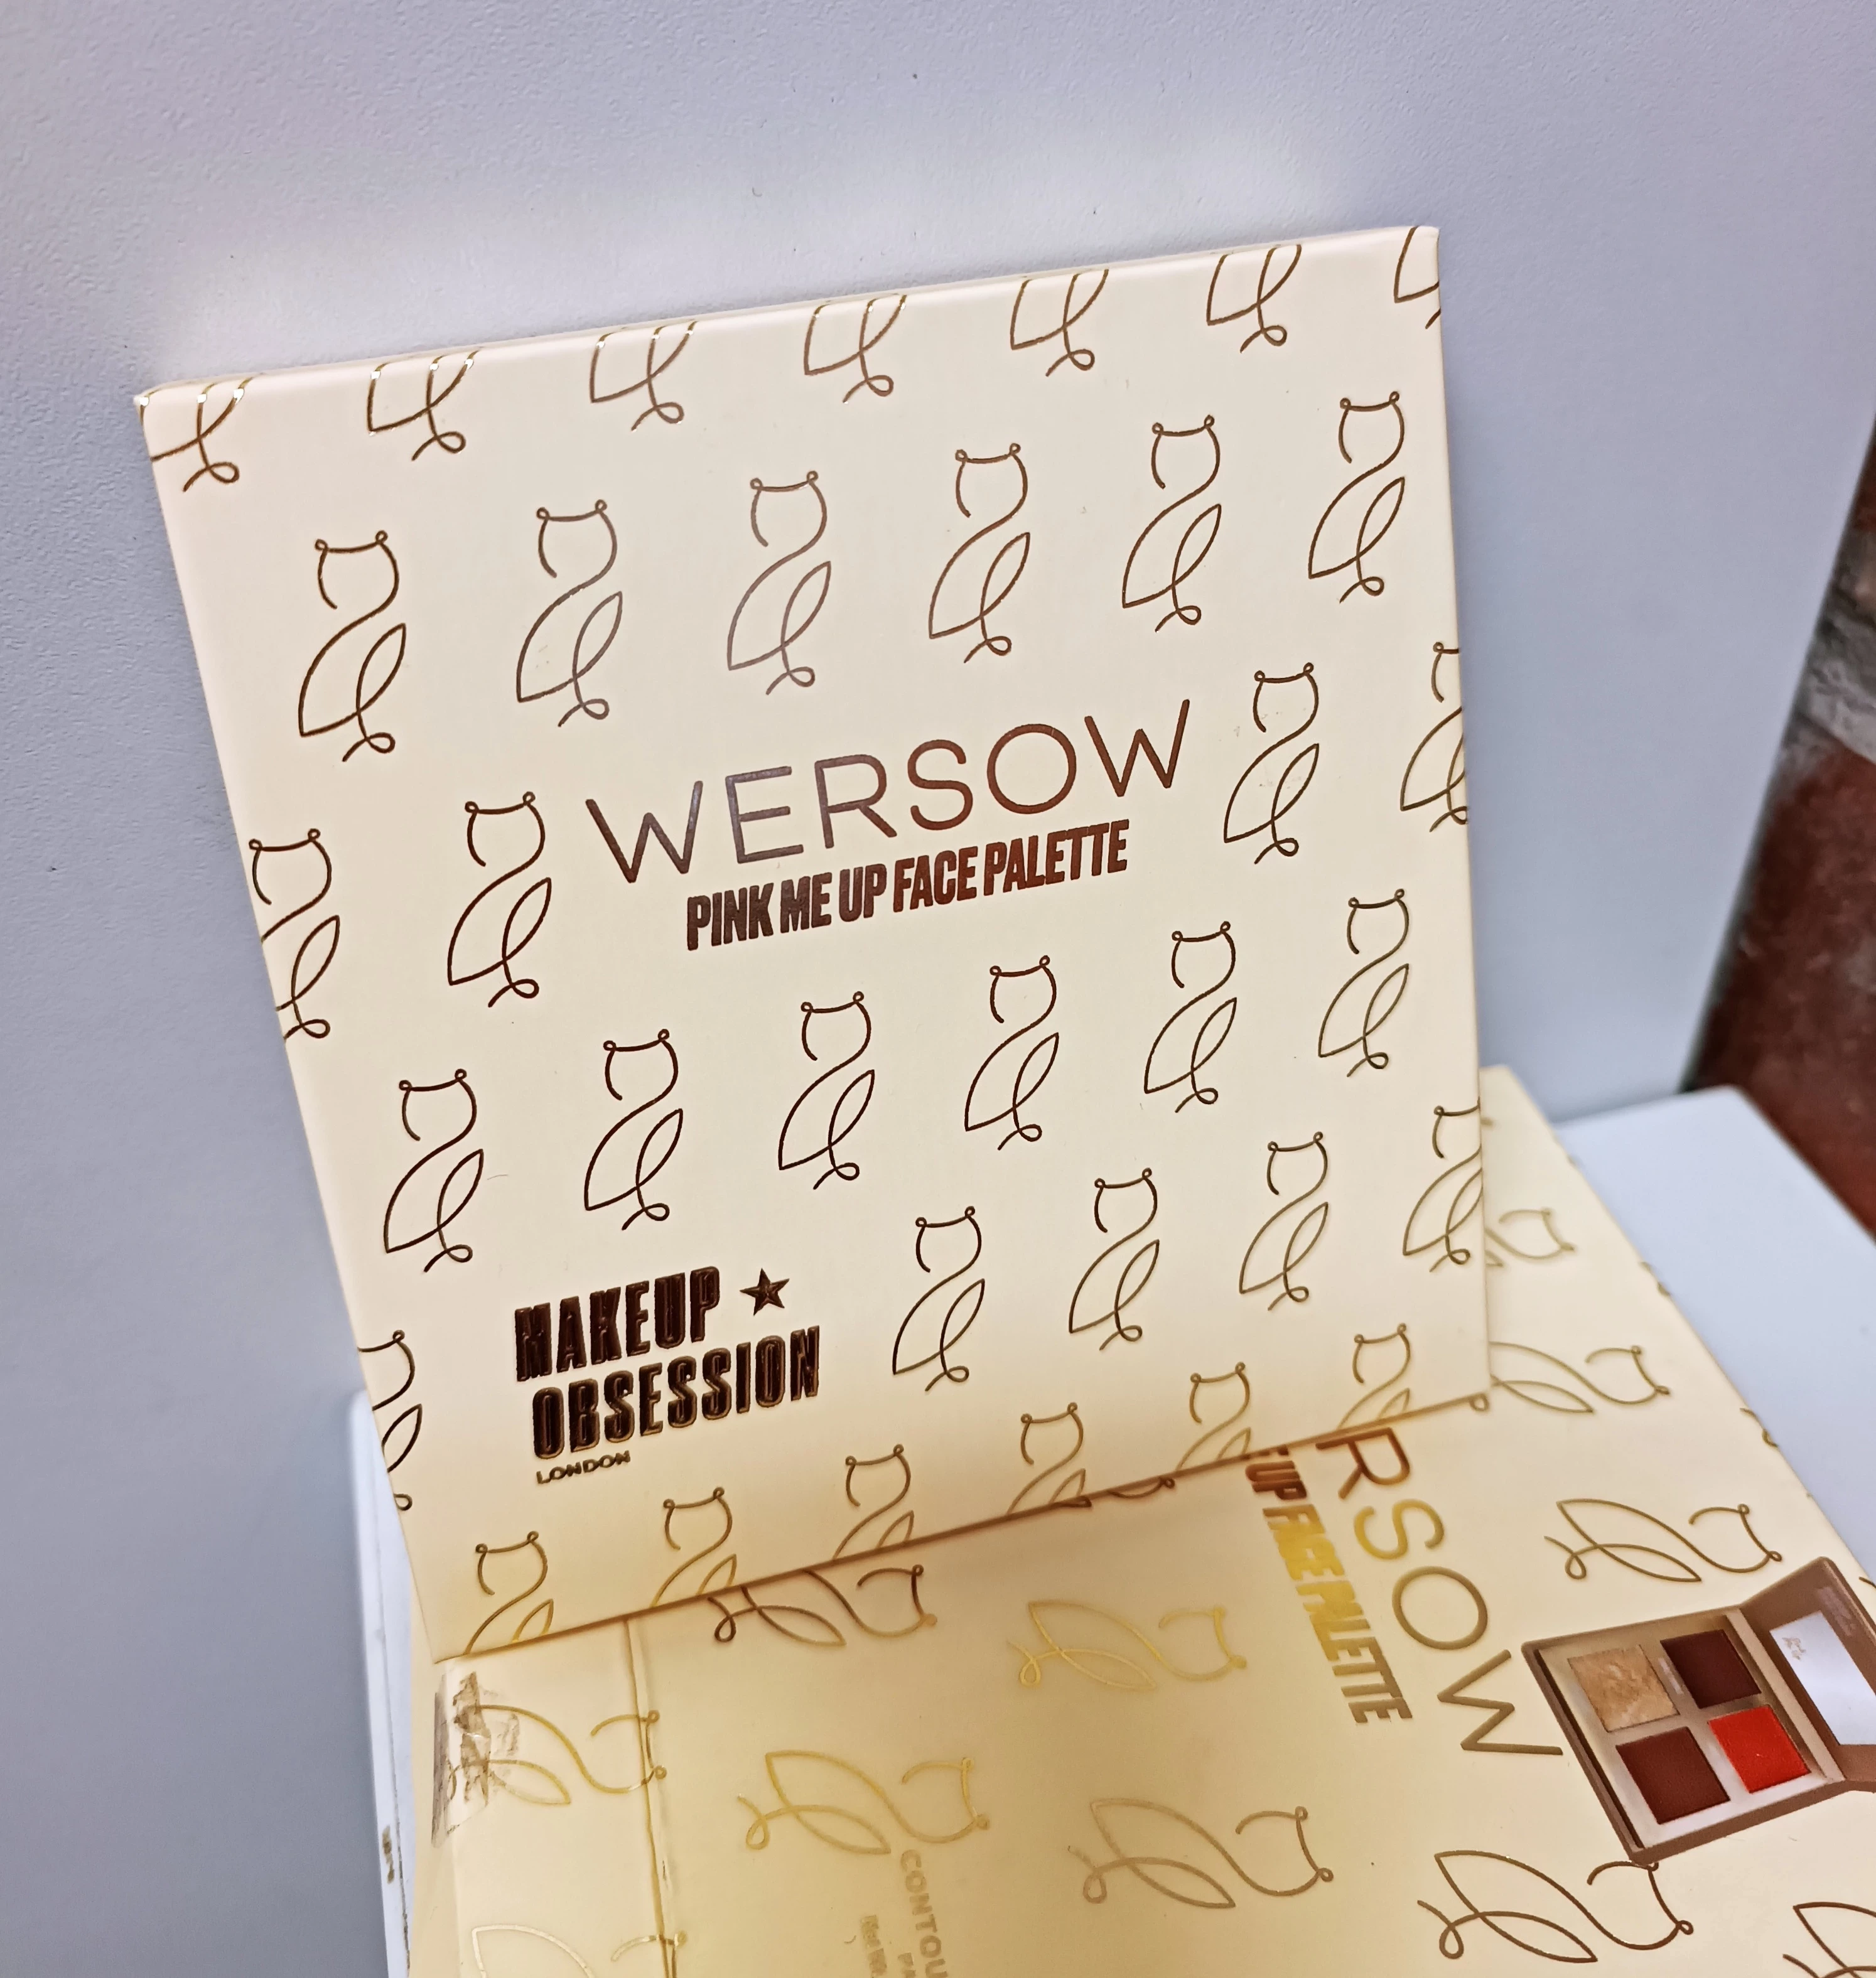 WERSOW
PINK ME UP FACE PALETTE
MAKEUP
OBSESSION
LONDON
RSOW
UP FACE PALETTE
CONTOU